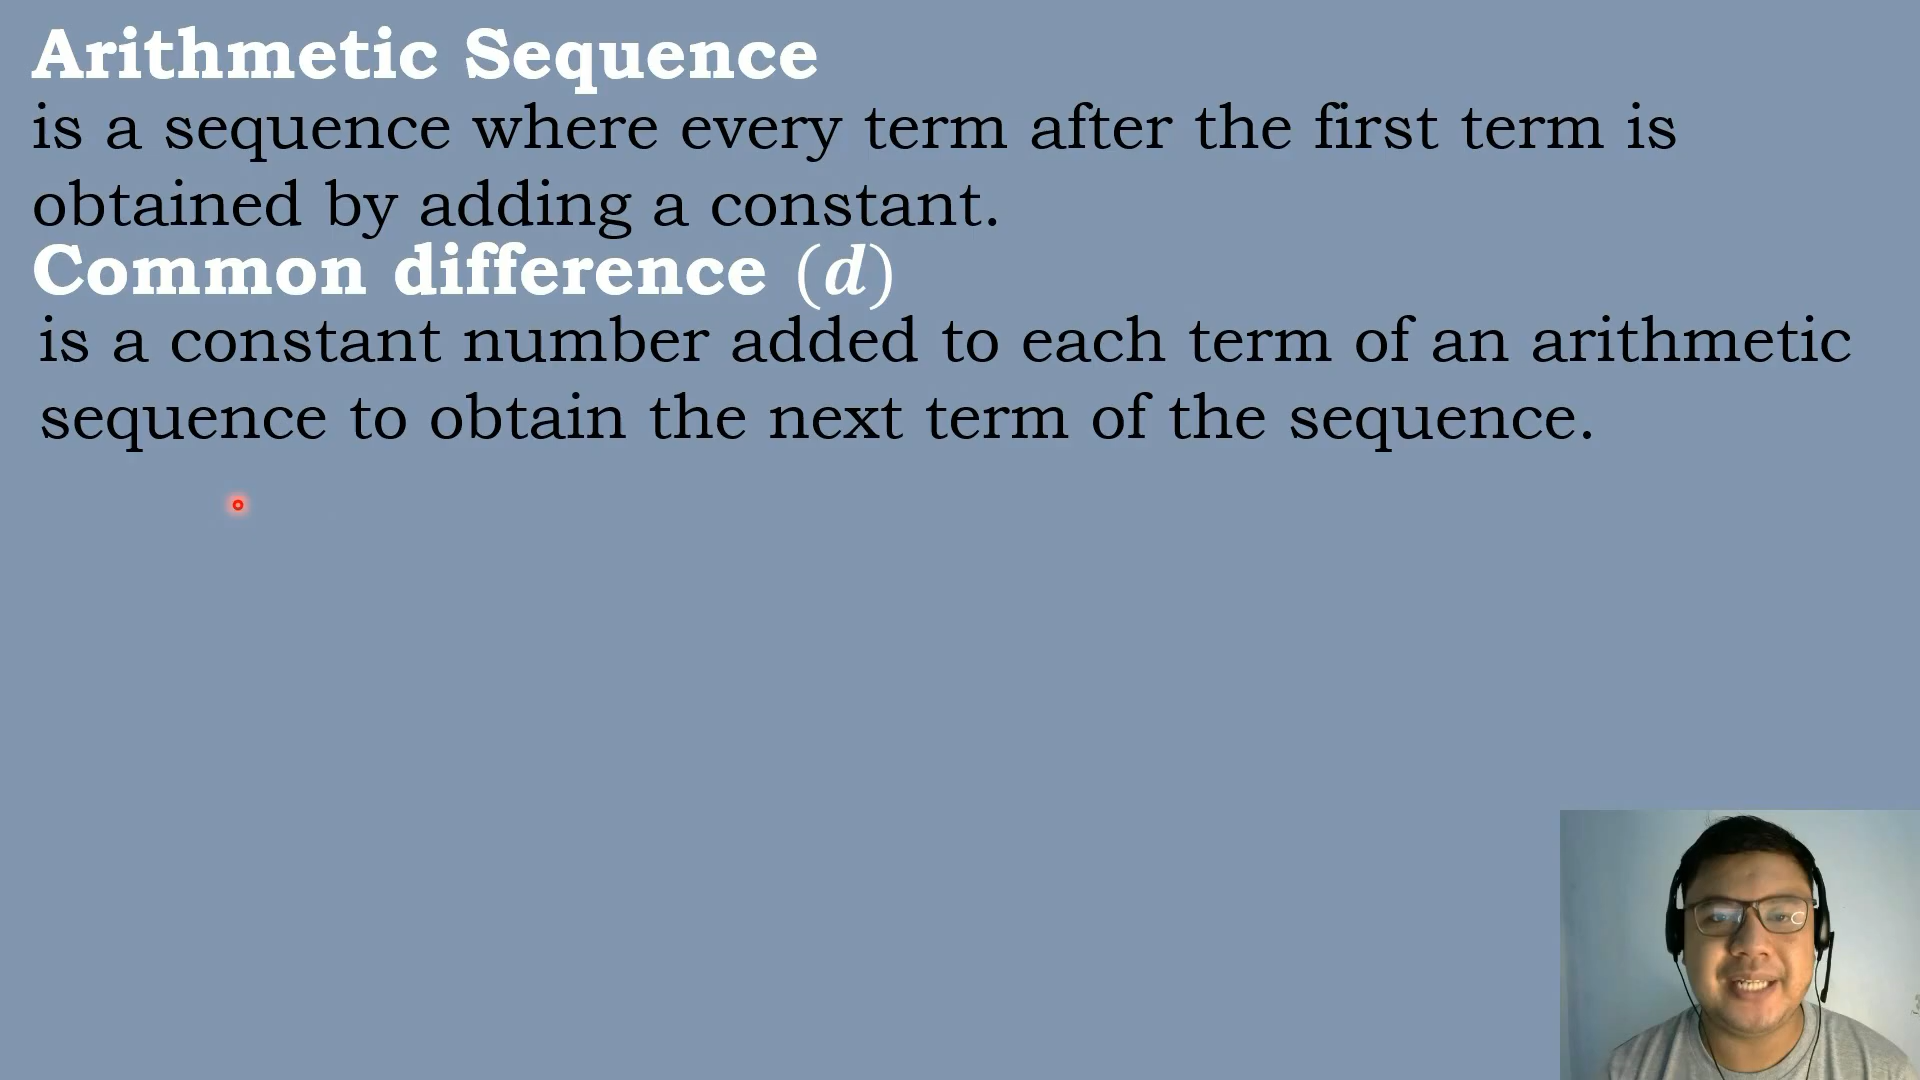 Arithmetic Sequence
is a sequence where every term after the first term is
obtained by adding a constant.
Common difference (d)
is a constant number added to each term of an arithmetic
sequence to obtain the next term of the sequence.